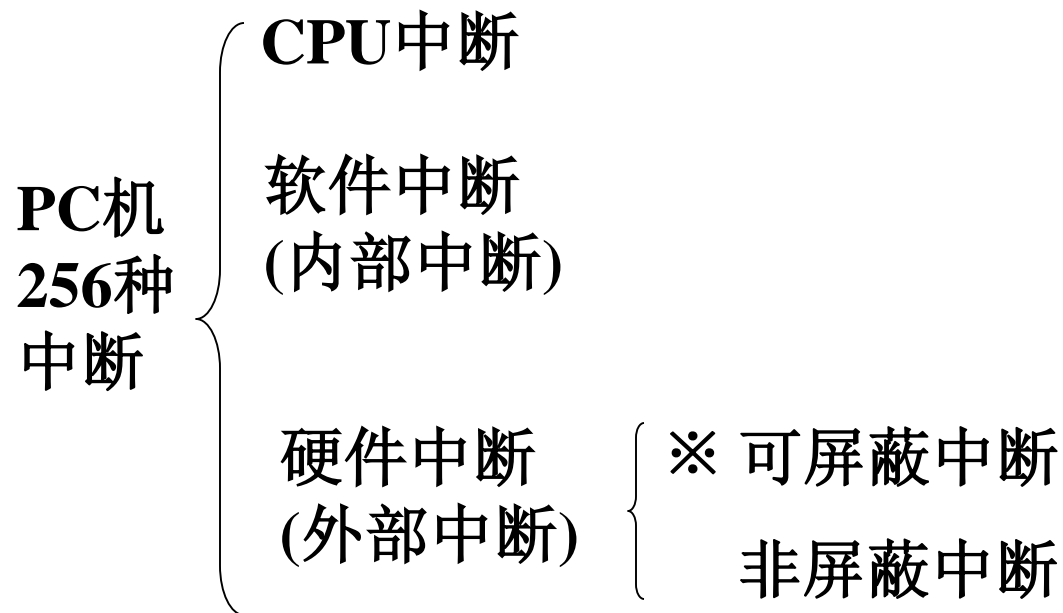 CPU中断
软件中断
(内部中断)
PC机
256种
中断
硬件中断
(外部中断)
※ 可屏蔽中断
非屏蔽中断